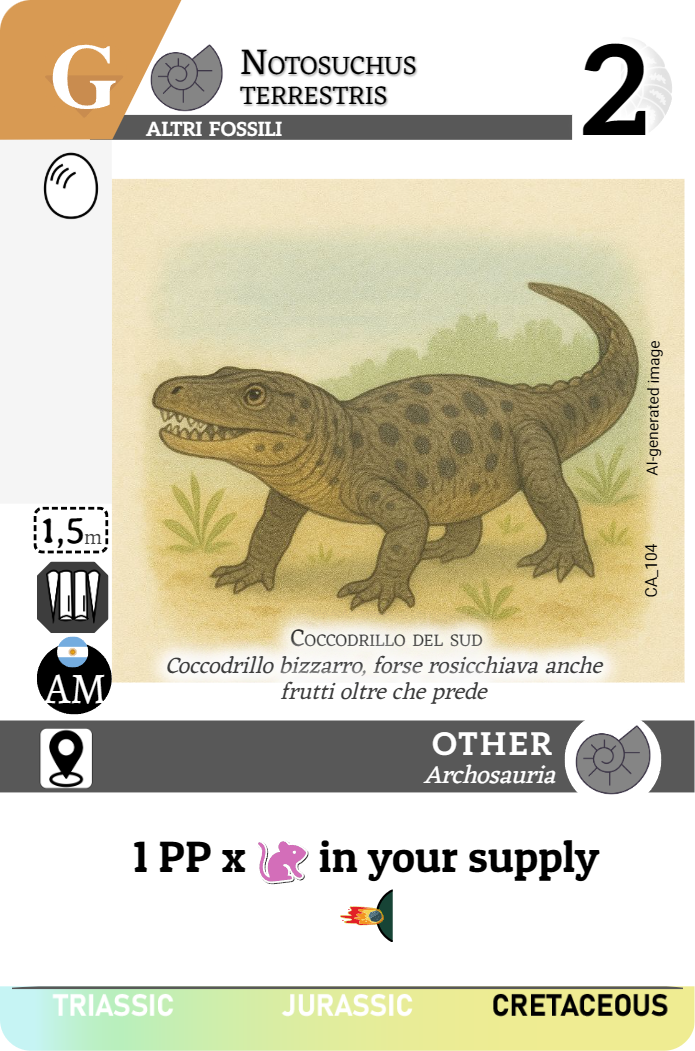 G
NOTOSUCHUS
TERRESTRIS
2
ALTRI FOSSILI
AI-generated image
1,5m
CA_104
AM
COCCODRILLO DEL SUD
Coccodrillo bizzarro, forse rosicchiava anche
frutti oltre che prede
OTHER
Archosauria
1 PP x in your supply
TRIASSIC JURASSIC CRETACEOUS